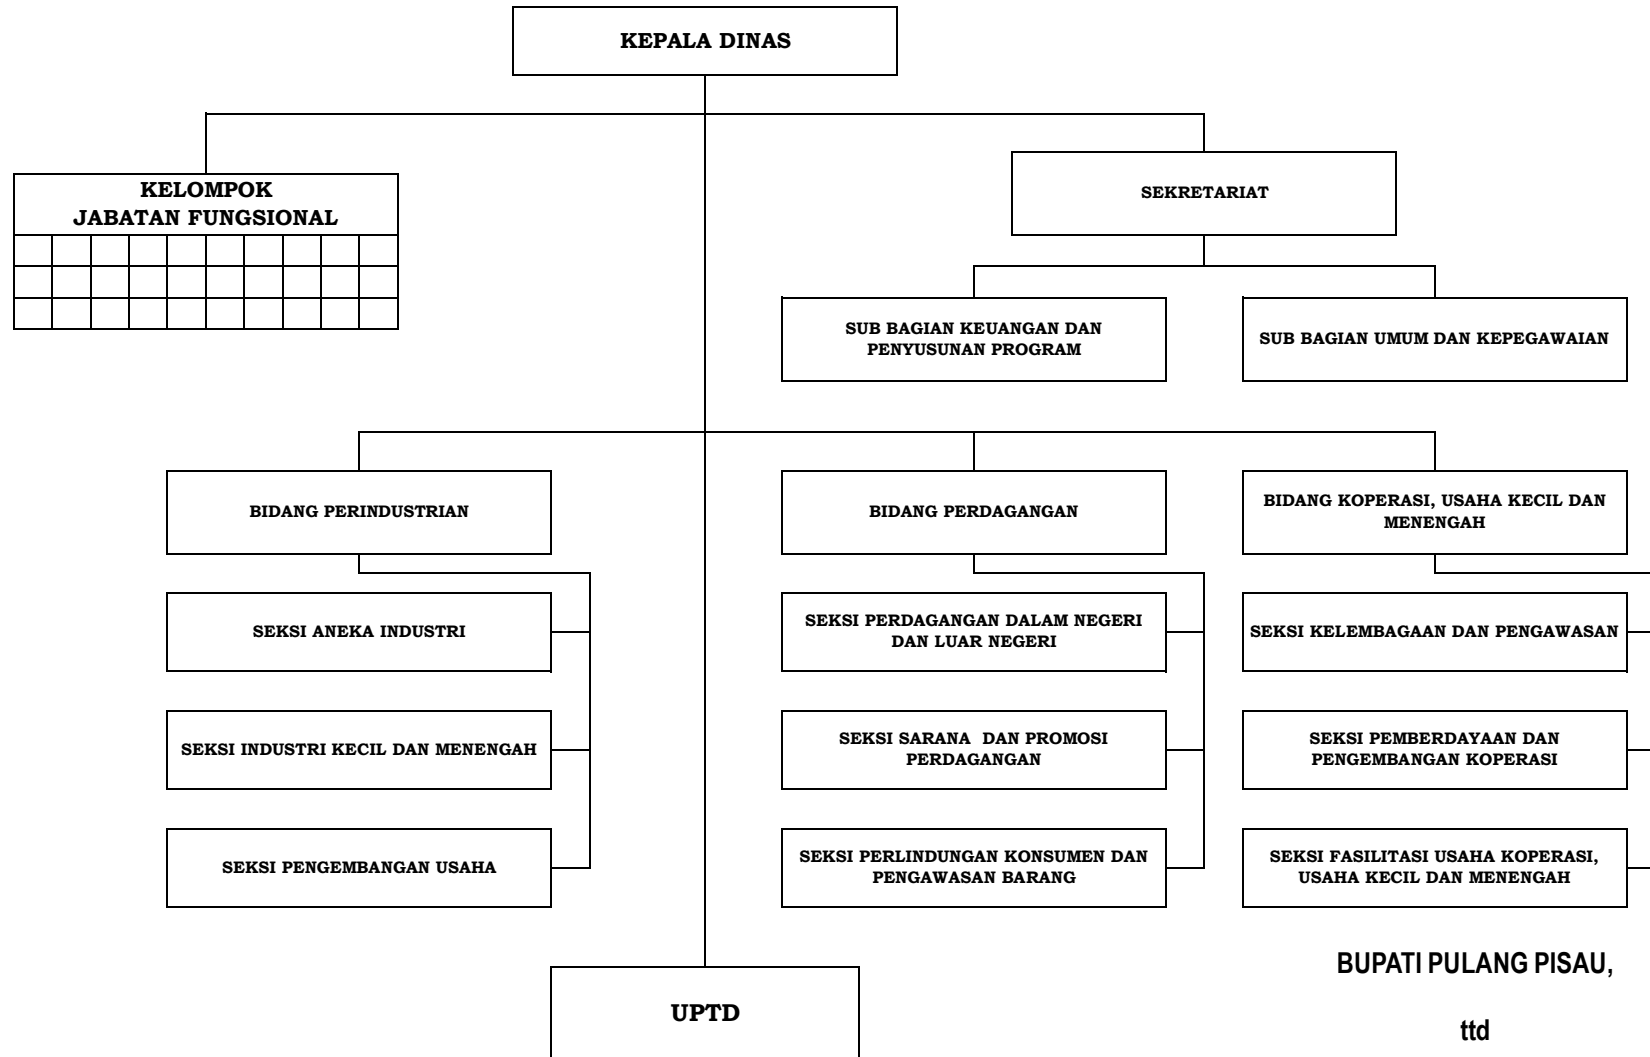 KEPALA DINAS
KELOMPOK
JABATAN FUNGSIONAL
SEKRETARIAT
SUB BAGIAN KEUANGAN DAN
PENYUSUNAN PROGRAM
SUB BAGIAN UMUM DAN KEPEGAWAIAN
BIDANG PERINDUSTRIAN
BIDANG PERDAGANGAN
BIDANG KOPERASI, USAHA KECIL DAN
MENENGAH
SEKSI ANEKA INDUSTRI
SEKSI PERDAGANGAN DALAM NEGERI
DAN LUAR NEGERI
SEKSI KELEMBAGAAN DAN PENGAWASAN
SEKSI INDUSTRI KECIL DAN MENENGAH
SEKSI SARANA DAN PROMOSI
PERDAGANGAN
SEKSI PEMBERDAYAAN DAN
PENGEMBANGAN KOPERASI
SEKSI PENGEMBANGAN USAHA
SEKSI PERLINDUNGAN KONSUMEN DAN
PENGAWASAN BARANG
SEKSI FASILITASI USAHA KOPERASI,
USAHA KECIL DAN MENENGAH
UPTD
BUPATI PULANG PISAU,
ttd